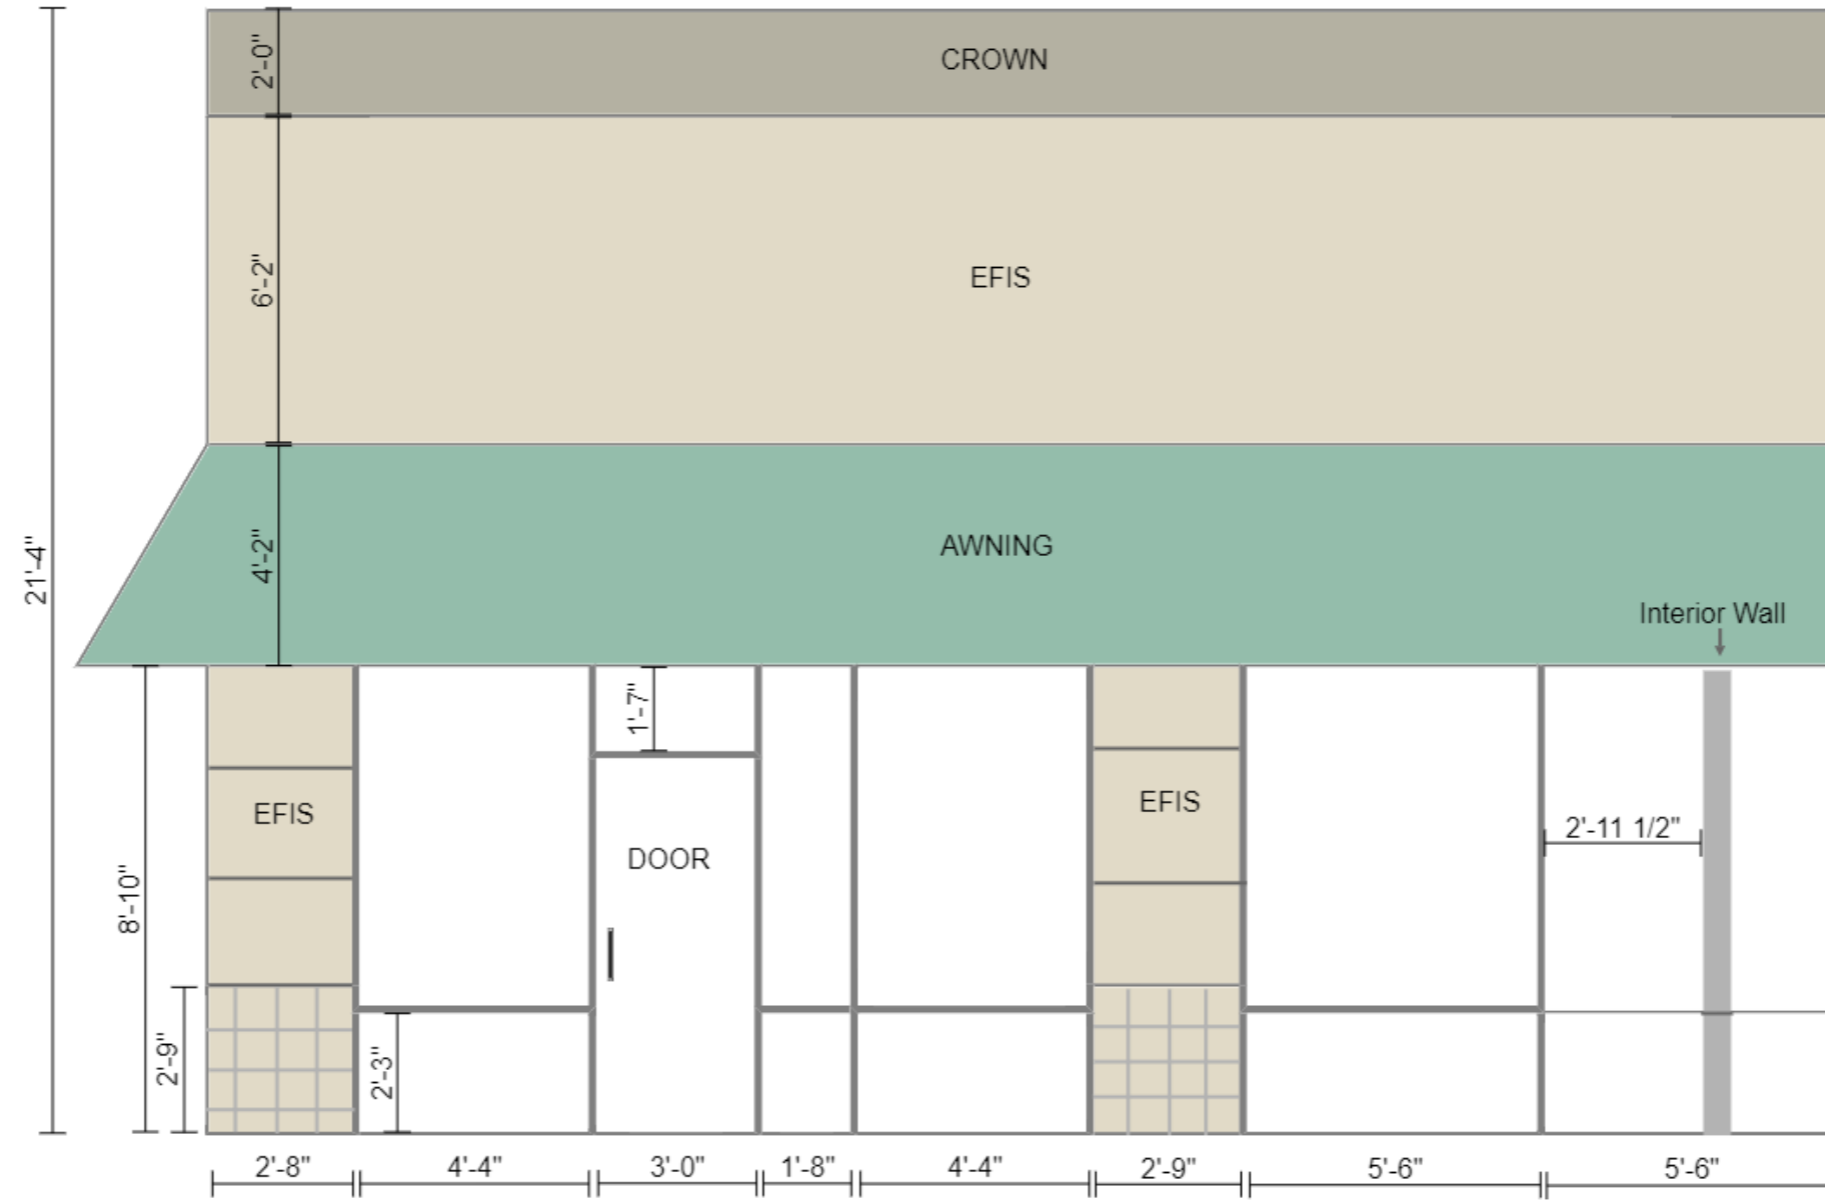 2'-0"
CROWN
6'-2"
EFIS
21'-4"
4'-2"
AWNING
Interior Wall
1'-7"
8'-10"
EFIS
EFIS
DOOR
2'-11 1/2"
2'-9"
2'-3"
2'-8"
4'-4"
3'-0"
1'-8"
4'-4"
2'-9"
5'-6"
5'-6"